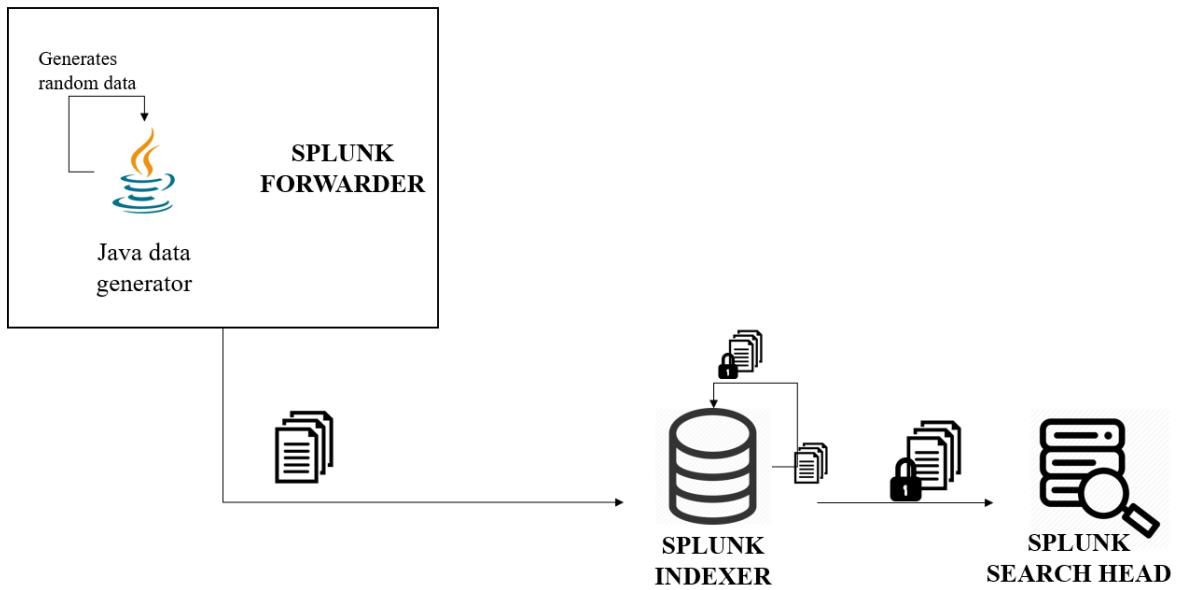 Generates
random data
SPLUNK
FORWARDER
Java data
generator
SPLUNK
INDEXER
SPLUNK
SEARCH HEAD